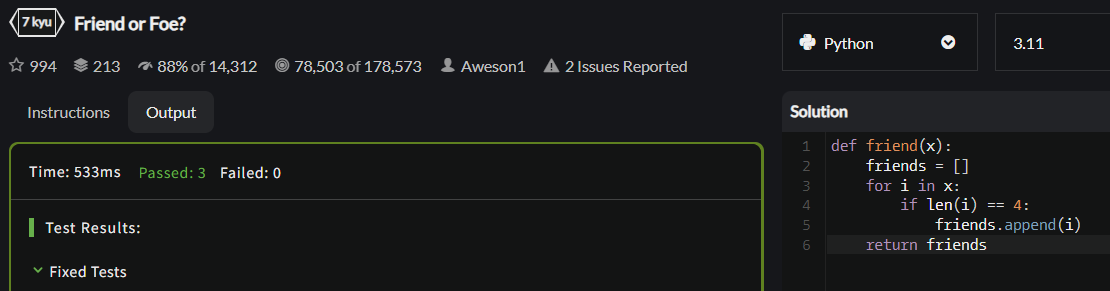 7 kyu Friend or Foe?
994 213 88% of 14,312 78,503 of 178,573 Aweson1 2 Issues Reported
Instructions Output
Time: 533ms Passed: 3 Failed: 0
Test Results:
Fixed Tests
Python 3.11
Solution
1 def friend(x):
2     friends = []
3     for i in x:
4         if len(i) == 4:
5             friends.append(i)
6     return friends